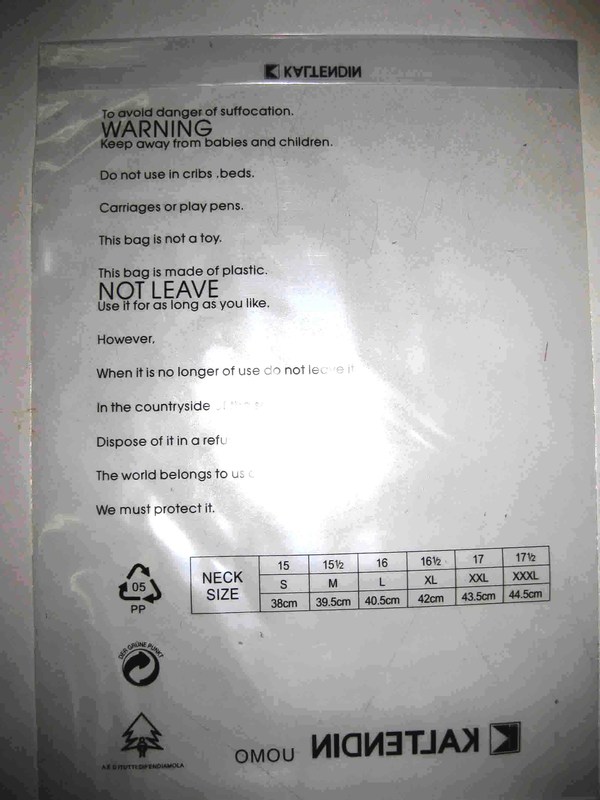 KALTENDIN
To avoid danger of suffocation.
WARNING
Keep away from babies and children.
Do not use in cribs .beds.
Carriages or play pens.
This bag is not a toy.
This bag is made of plastic.
NOT LEAVE
Use it for as long as you like.
However,
When it is no longer of use do not leave it
In the countryside
Dispose of it in a
The world belongs to us
We must protect it.
NECK SIZE
15 15½ 16 16½ 17 17½
S M L XL XXL XXXL
38cm 39.5cm 40.5cm 42cm 43.5cm 44.5cm
05
PP
DER GRÜNE PUNKT
KALTENDIN UOMO